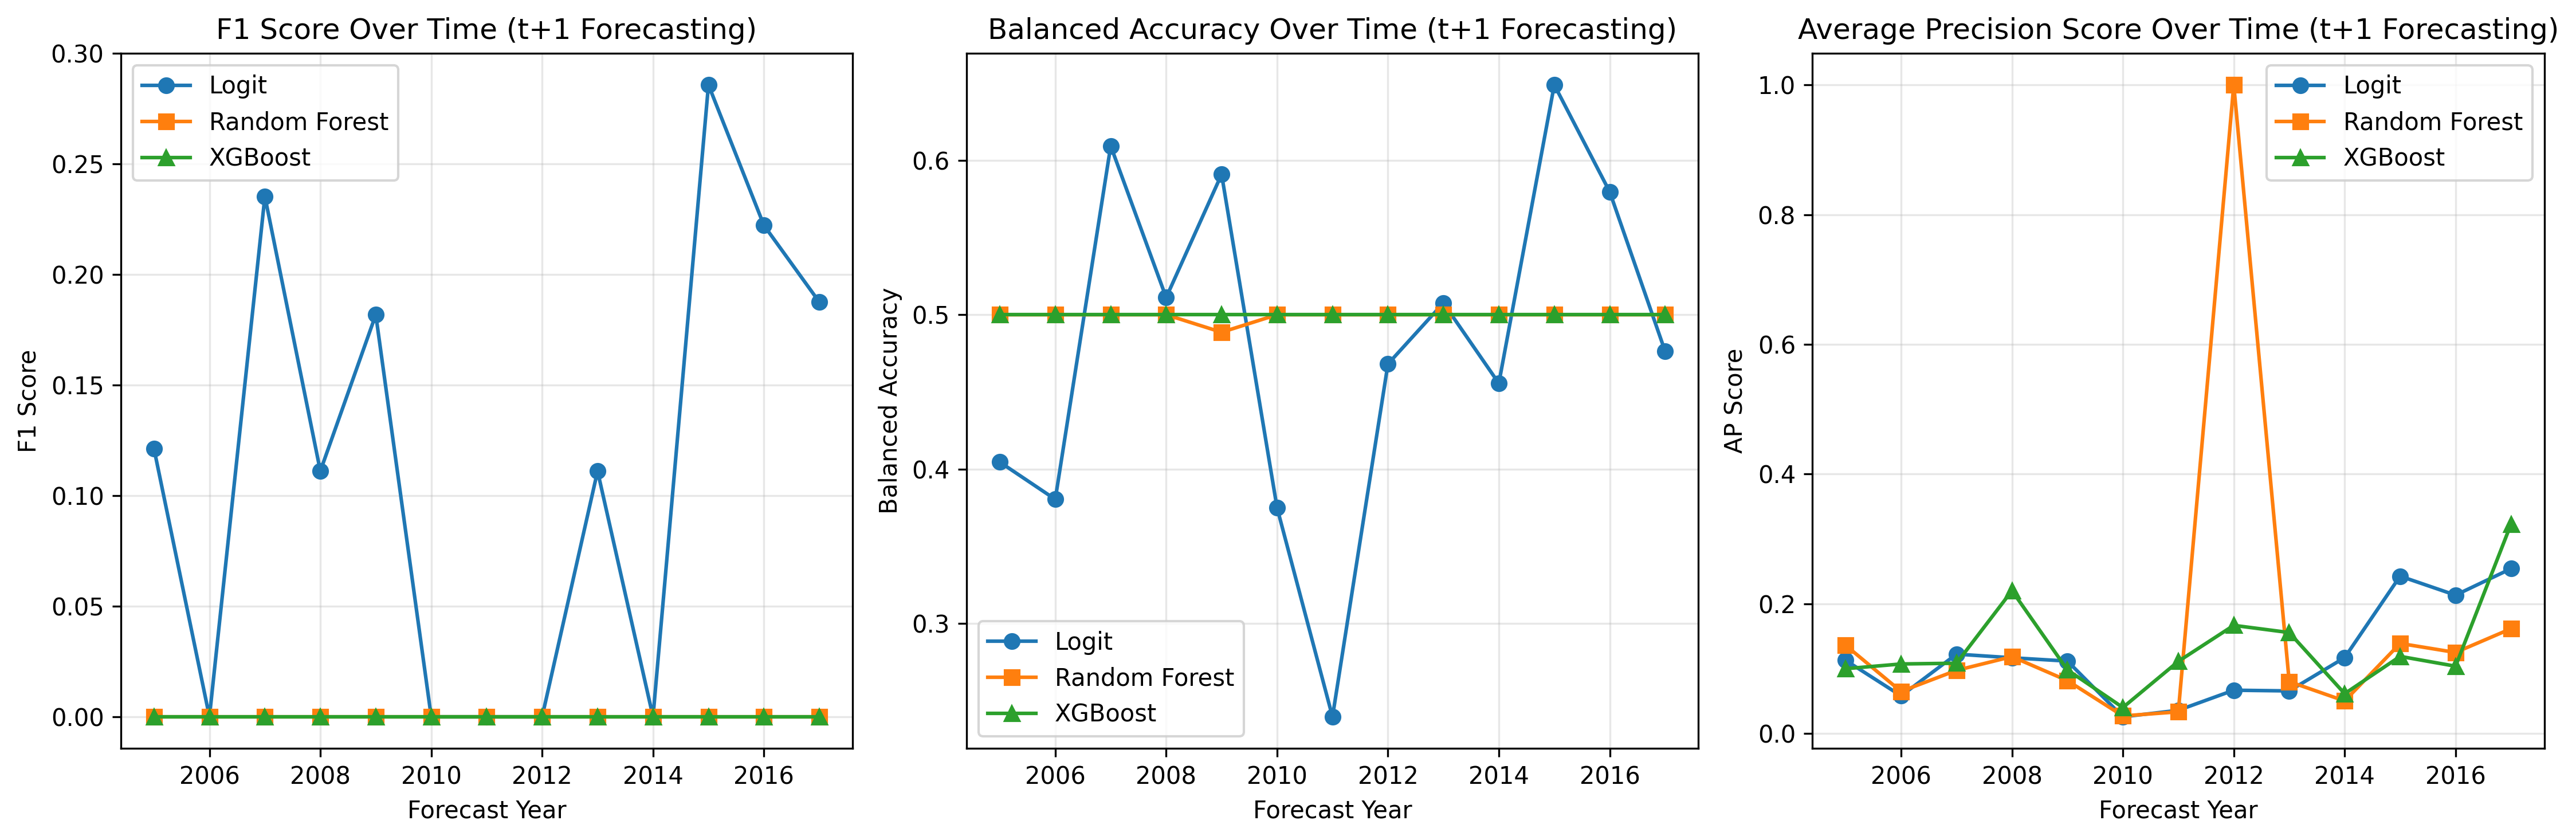 F1 Score Over Time (t+1 Forecasting)
0.30
0.25
0.20
0.15
0.10
0.05
0.00
F1 Score
Logit
Random Forest
XGBoost
2006 2008 2010 2012 2014 2016
Forecast Year
Balanced Accuracy Over Time (t+1 Forecasting)
0.6
0.5
0.4
0.3
Balanced Accuracy
Logit
Random Forest
XGBoost
2006 2008 2010 2012 2014 2016
Forecast Year
Average Precision Score Over Time (t+1 Forecasting)
1.0
0.8
0.6
0.4
0.2
0.0
AP Score
Logit
Random Forest
XGBoost
2006 2008 2010 2012 2014 2016
Forecast Year